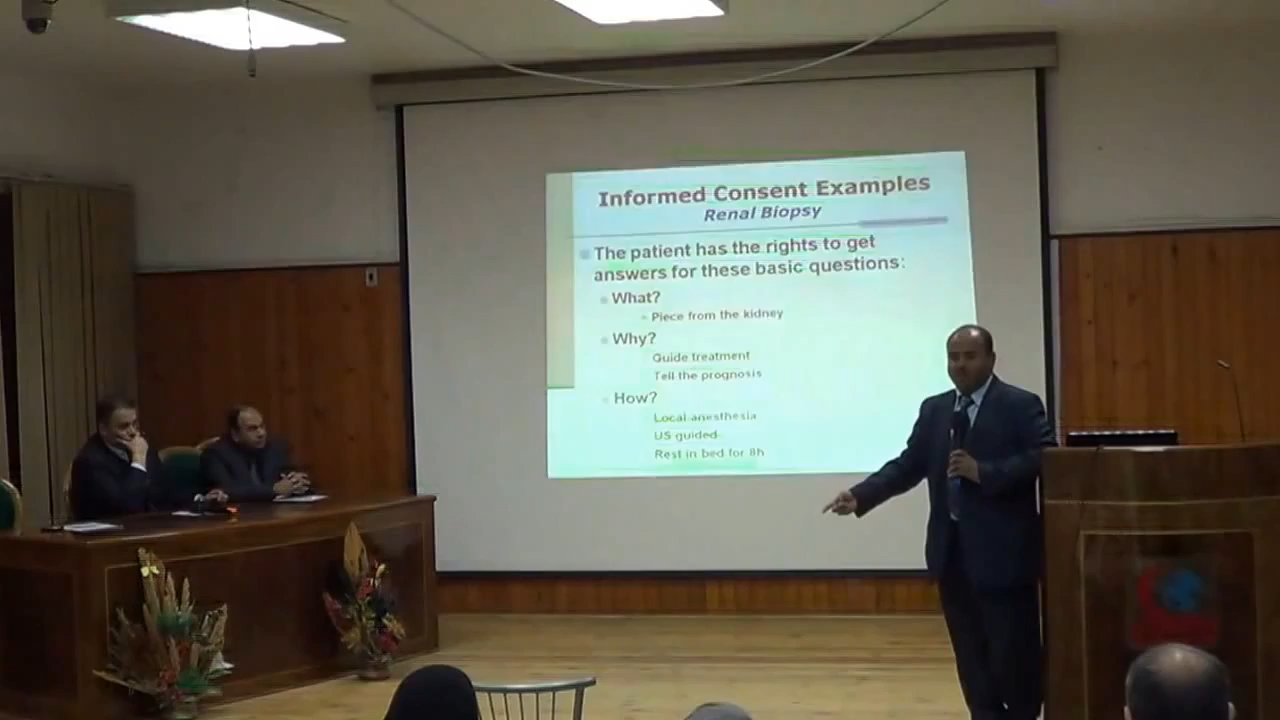 Informed Consent Examples
Renal Biopsy
The patient has the rights to get
answers for these basic questions:
What?
Piece from the kidney
Why?
Guide treatment
Tell the prognosis
How?
Local anesthesia
US guided
Rest in bed for 8h